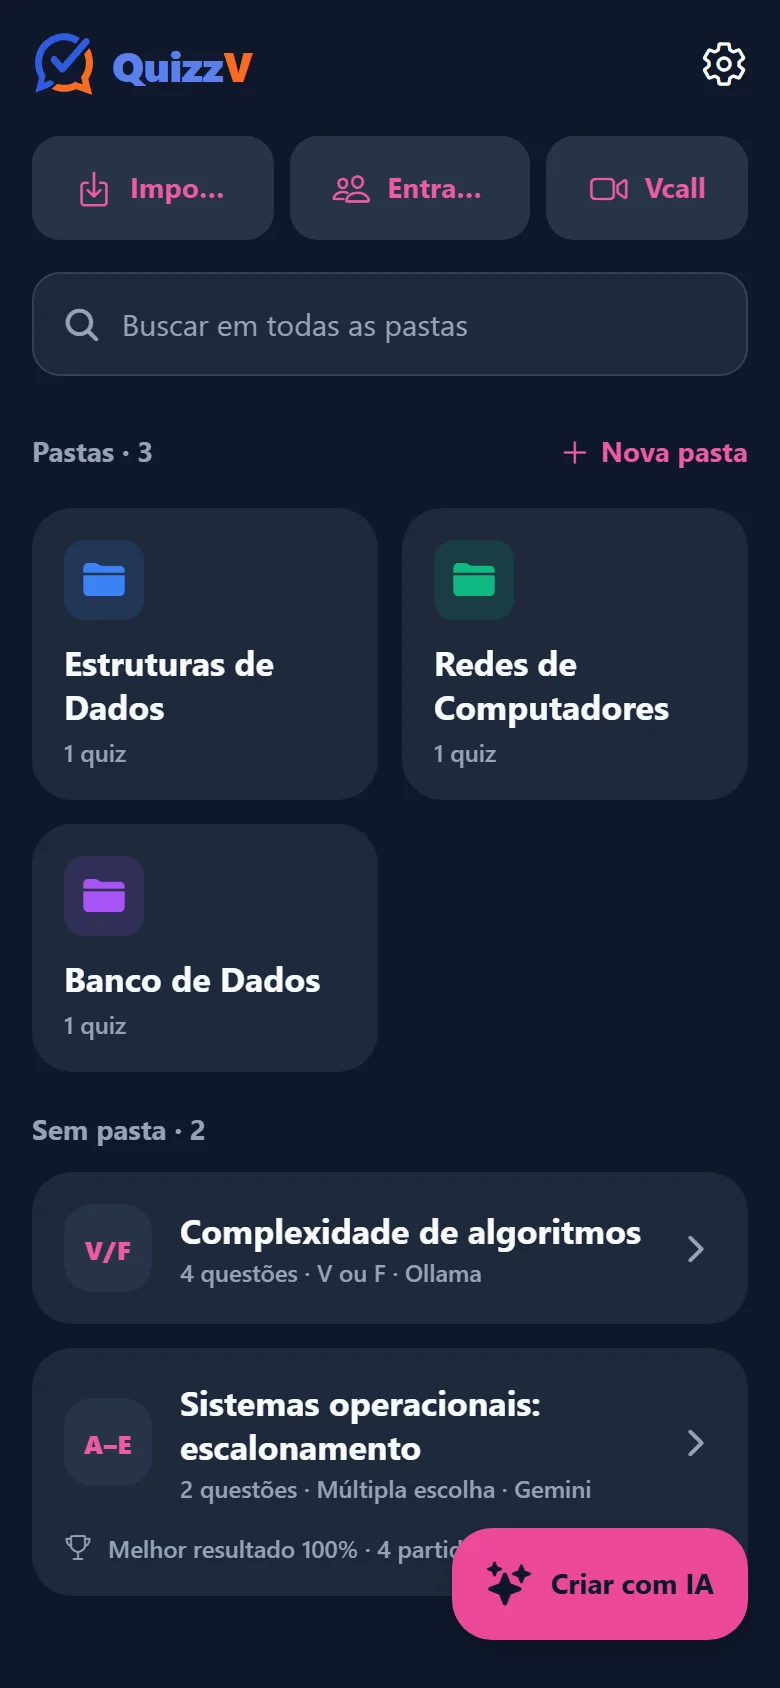 QuizzV
Impo...
Entra...
Vcall
Buscar em todas as pastas
Pastas · 3
Nova pasta
Estruturas de
Dados
1 quiz
Redes de
Computadores
1 quiz
Banco de Dados
1 quiz
Sem pasta · 2
V/F
Complexidade de algoritmos
4 questões · V ou F · Ollama
A–E
Sistemas operacionais:
escalonamento
2 questões · Múltipla escolha · Gemini
Melhor resultado 100% · 4 partid
Criar com IA